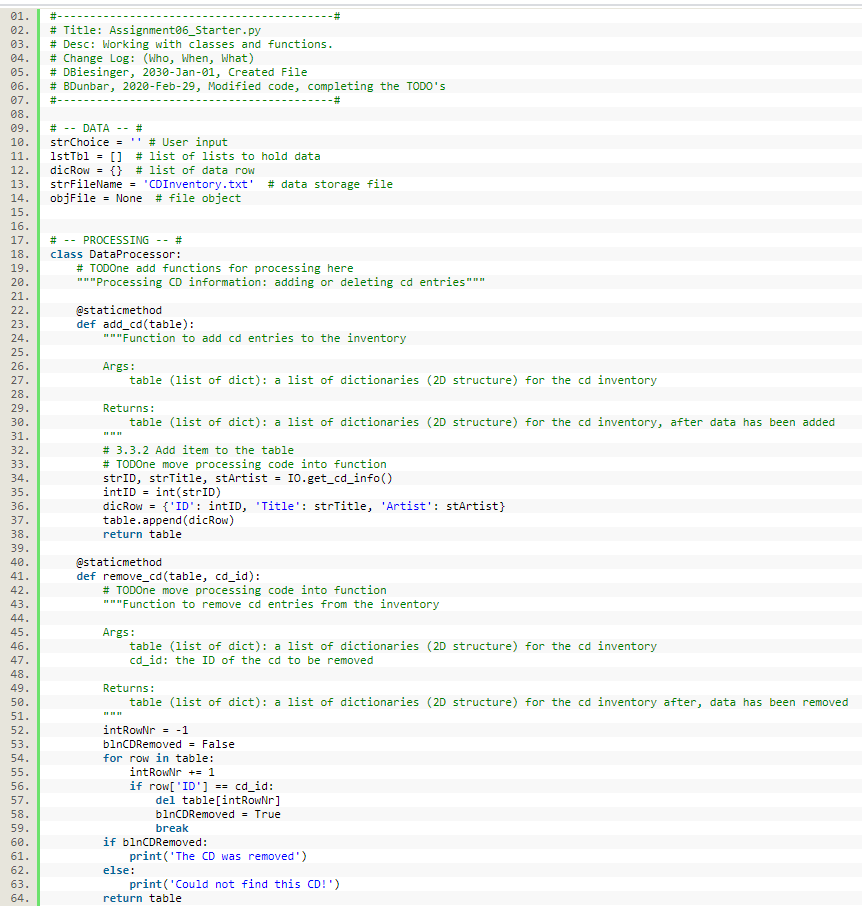 01. #------------------------------------------#
02. # Title: Assignment06_Starter.py
03. # Desc: Working with classes and functions.
04. # Change Log: (Who, When, What)
05. # DBiesinger, 2030-Jan-01, Created File
06. # BDunbar, 2020-Feb-29, Modified code, completing the TODO's
07. #------------------------------------------#
08.
09. # -- DATA -- #
10. strChoice = '' # User input
11. lstTbl = []  # list of lists to hold data
12. dicRow = {}  # list of data row
13. strFileName = 'CDInventory.txt'  # data storage file
14. objFile = None  # file object
15.
16.
17. # -- PROCESSING -- #
18. class DataProcessor:
19.     # TODOne add functions for processing here
20.     """Processing CD information: adding or deleting cd entries"""
21.
22.     @staticmethod
23.     def add_cd(table):
24.         """Function to add cd entries to the inventory
25.
26.         Args:
27.             table (list of dict): a list of dictionaries (2D structure) for the cd inventory
28.
29.         Returns:
30.             table (list of dict): a list of dictionaries (2D structure) for the cd inventory, after data has been added
31.         """
32.         # 3.3.2 Add item to the table
33.         # TODOne move processing code into function
34.         strID, strTitle, stArtist = IO.get_cd_info()
35.         intID = int(strID)
36.         dicRow = {'ID': intID, 'Title': strTitle, 'Artist': stArtist}
37.         table.append(dicRow)
38.         return table
39.
40.     @staticmethod
41.     def remove_cd(table, cd_id):
42.         # TODOne move processing code into function
43.         """Function to remove cd entries from the inventory
44.
45.         Args:
46.             table (list of dict): a list of dictionaries (2D structure) for the cd inventory
47.             cd_id: the ID of the cd to be removed
48.
49.         Returns:
50.             table (list of dict): a list of dictionaries (2D structure) for the cd inventory after, data has been removed
51.         """
52.         intRowNr = -1
53.         blnCDRemoved = False
54.         for row in table:
55.             intRowNr += 1
56.             if row['ID'] == cd_id:
57.                 del table[intRowNr]
58.                 blnCDRemoved = True
59.                 break
60.         if blnCDRemoved:
61.             print('The CD was removed')
62.         else:
63.             print('Could not find this CD!')
64.         return table